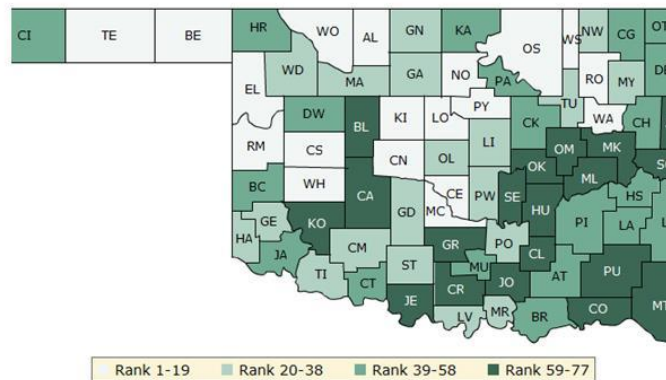 CI TE BE HR WO AL GN KA OS WS NW CG OT
WD MA GA NO PA RO MY DE
EL DW BL KI LO PY TU WA CH
RM CS CN OL LI CK OM MK
BC WH CA CE PW SE OK ML HS
GE KO GD MC HU PI LA
HA JA CM ST GR PO CL AT PU
TI CT JE CR MU JO BR CO
LV MR
Rank 1-19 Rank 20-38 Rank 39-58 Rank 59-77